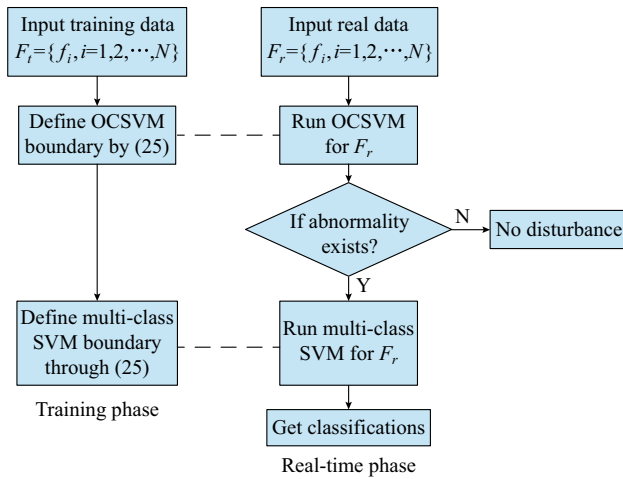 Input training data
F_t={f_i,i=1,2,⋯,N}
Define OCSVM
boundary by (25)
Define multi-class
SVM boundary
through (25)
Training phase
Input real data
F_r={f_i,i=1,2,⋯,N}
Run OCSVM
for F_r
If abnormality
exists?
N
No disturbance
Y
Run multi-class
SVM for F_r
Get classifications
Real-time phase